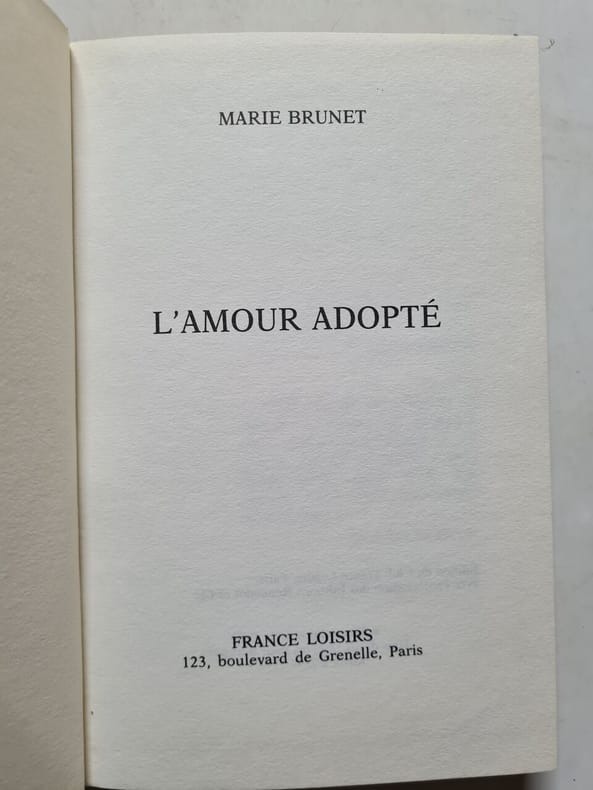 MARIE BRUNET
L'AMOUR ADOPTÉ
FRANCE LOISIRS
123, boulevard de Grenelle, Paris